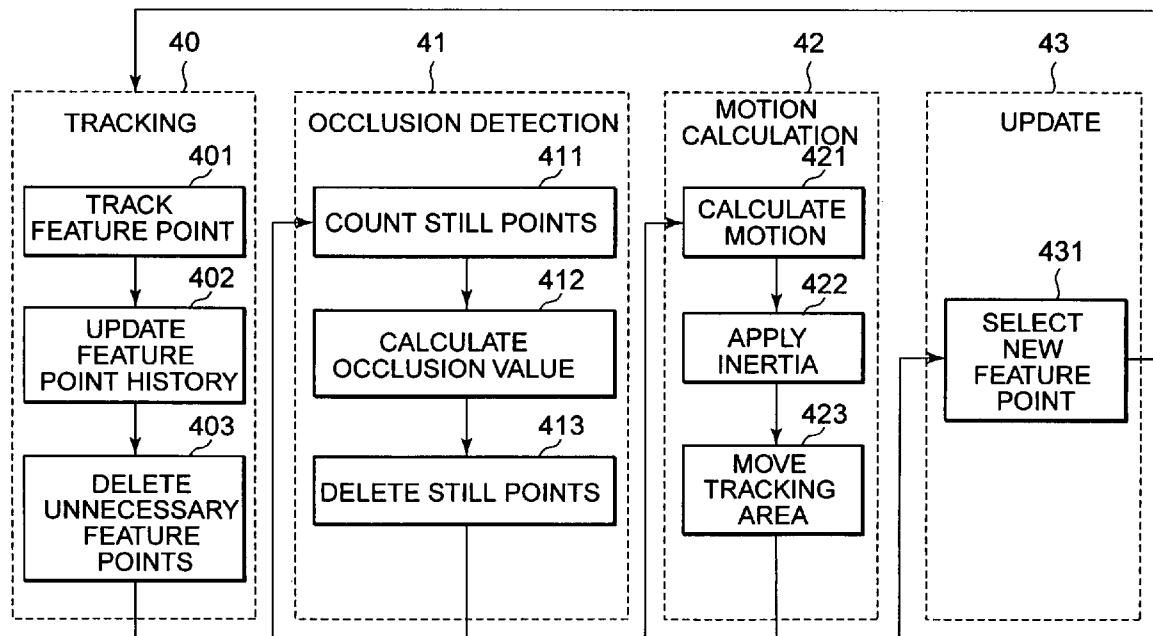 40
TRACKING
401
TRACK
FEATURE POINT
402
UPDATE
FEATURE
POINT HISTORY
403
DELETE
UNNECESSARY
FEATURE
POINTS
41
OCCLUSION DETECTION
411
COUNT STILL POINTS
412
CALCULATE
OCCLUSION VALUE
413
DELETE STILL POINTS
42
MOTION
CALCULATION
421
CALCULATE
MOTION
422
APPLY
INERTIA
423
MOVE
TRACKING
AREA
43
UPDATE
431
SELECT
NEW
FEATURE
POINT